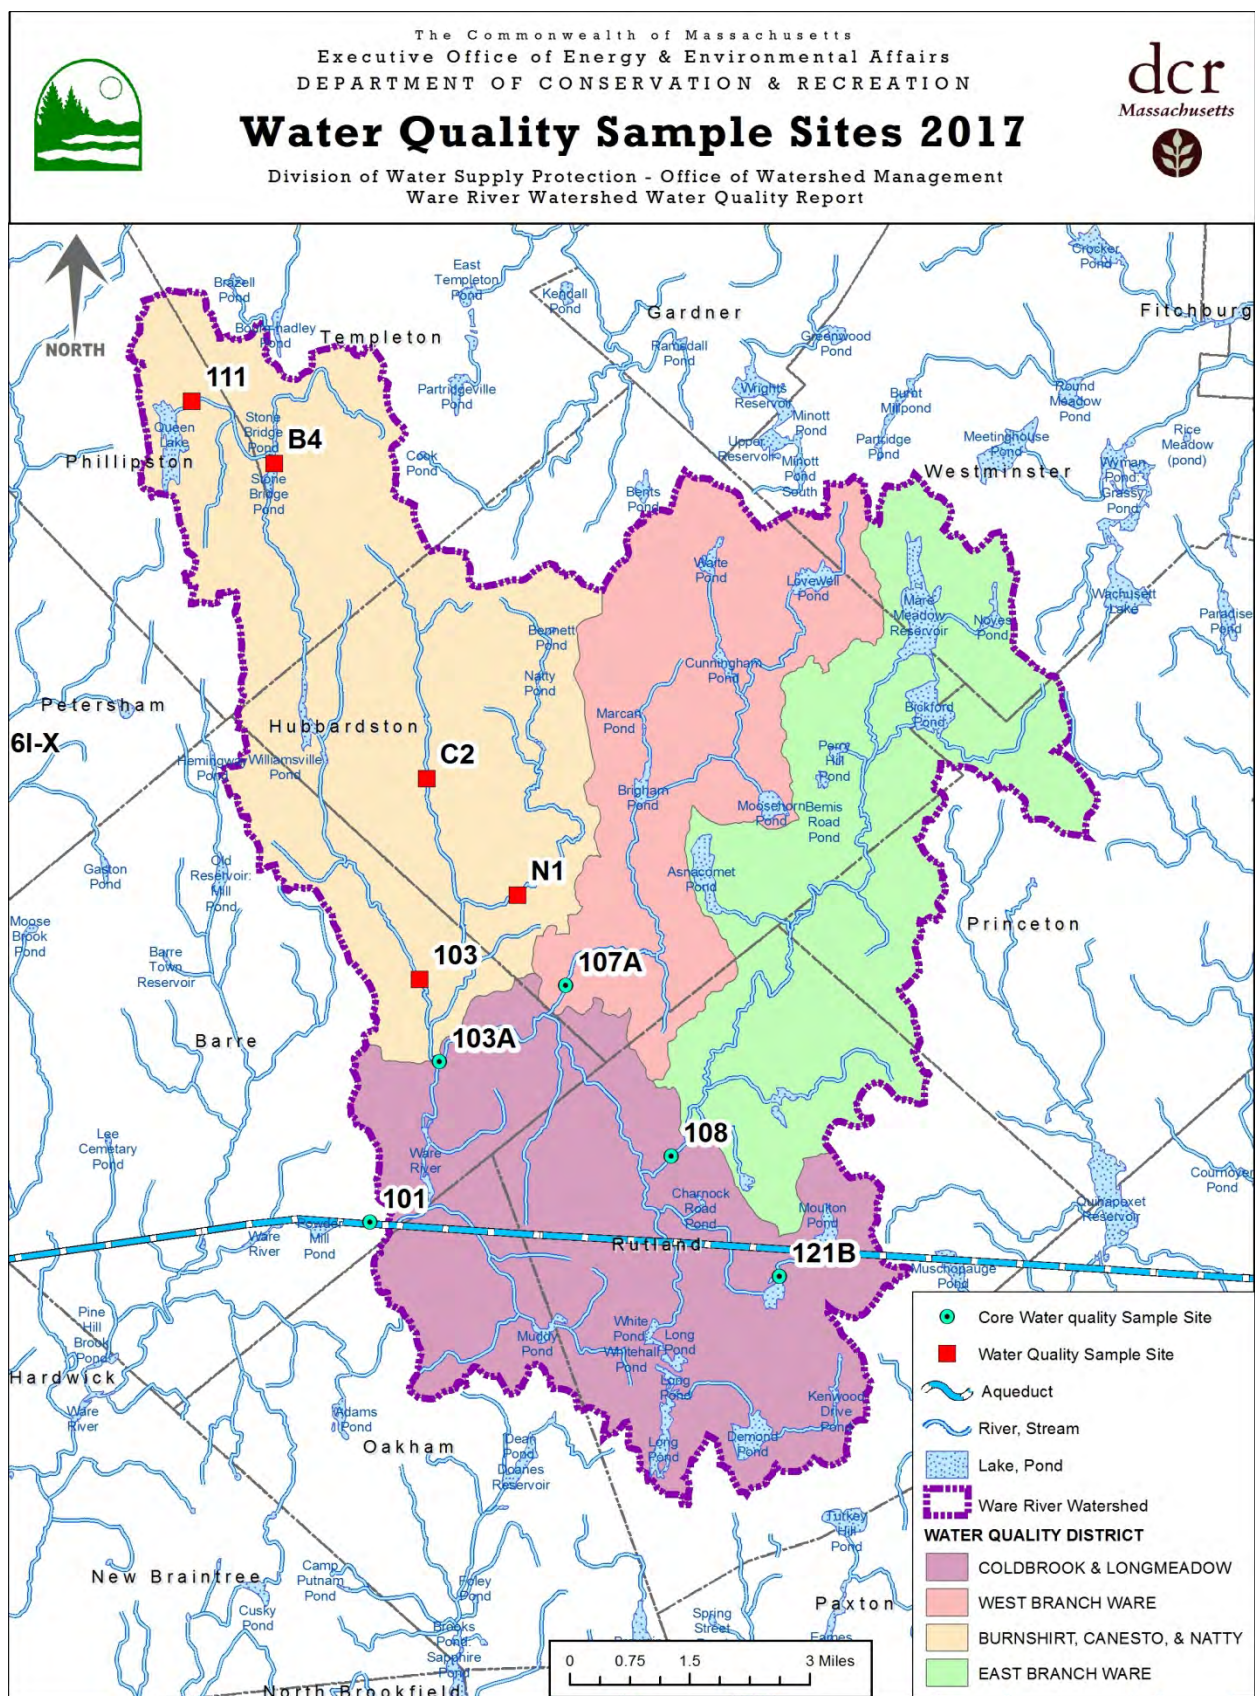 The Commonwealth of Massachusetts
Executive Office of Energy & Environmental Affairs
DEPARTMENT OF CONSERVATION & RECREATION
Water Quality Sample Sites 2017
Division of Water Supply Protection - Office of Watershed Management
Ware River Watershed Water Quality Report
dcr
Massachusetts
NORTH
Brazell
Pond
Pond
Templeton
East
Templeton
Pond
Kendall
Pond
Gardner
Ramsdall
Pond
Greenwood
Pond
Crocker
Pond
Fitchburg
111
Queen
Lake
Phillipston
Stone
Bridge
Pond
B4
Stone
Bridge
Pond
Partridgeville
Pond
Cook
Pond
Wrights
Reservoir
Minott
Pond
Upper
Reservoir
Minott
Pond
South
Bents
Pond
Burnt
Millpond
Partridge
Pond
Round
Meadow
Pond
Meetinghouse
Pond
Westminster
Rice
Meadow
(pond)
Wyman
Pond:
Grassy
Pond
Waite
Pond
Lovewell
Pond
Mare
Meadow
Reservoir
Noyes
Pond
Wachusett
Lake
Paradise
Pond
Bennett
Pond
Natty
Pond
Cunningham
Pond
Marcan
Pond
Bickford
Pond
Petersham
6I-X
Hubbardston
Hemingway
Pond
Williamsville
Pond
C2
Perry
Hill
Pond
Brigham
Pond
Moosehorn
Pond
Bemis
Road
Pond
Gaston
Pond
Old
Reservoir:
Mill
Pond
N1
Asnacomet
Pond
Moose
Brook
Pond
Princeton
Barre
Town
Reservoir
103
107A
Barre
103A
Lee
Cemetary
Pond
108
Ware
River
Cournoyer
Pond
101
Charnock
Road
Pond
Moulton
Pond
Quinapoxet
Reservoir
Ware
River
Powder
Mill
Pond
Rutland
121B
Muschopauge
Pond
Pine
Hill
Brook
Pond
Muddy
Pond
White
Pond
Whitehall
Pond
Long
Pond
Hardwick
Long
Pond
Kenwood
Drive
Pond
Ware
River
Adams
Pond
Oakham
Dean
Pond
Doanes
Reservoir
Long
Pond
Demond
Pond
Turkey
Hill
Pond
New Braintree
Camp
Putnam
Pond
Foley
Pond
Cusky
Pond
Brooks
Pond:
Sapphire
Pond
Spring
Street
Paxton
Eames
North Brookfield
0 0.75 1.5 3 Miles
Core Water quality Sample Site
Water Quality Sample Site
Aqueduct
River, Stream
Lake, Pond
Ware River Watershed
WATER QUALITY DISTRICT
COLDBROOK & LONGMEADOW
WEST BRANCH WARE
BURNSHIRT, CANESTO, & NATTY
EAST BRANCH WARE